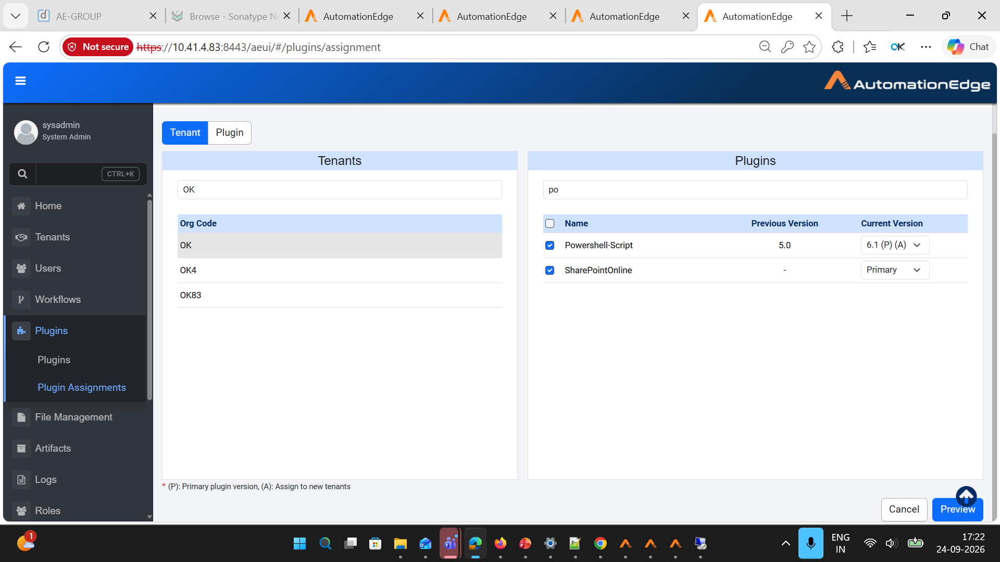 AE-GROUP
Browse - Sonatype Ne
AutomationEdge
AutomationEdge
AutomationEdge
AutomationEdge
Not secure
https://10.41.4.83:8443/aeui/#/plugins/assignment
OK
Chat
AutomationEdge
sysadmin
System Admin
CTRL+K
Home
Tenants
Users
Workflows
Plugins
Plugins
Plugin Assignments
File Management
Artifacts
Logs
Roles
Tenant
Plugin
Tenants
OK
Org Code
OK
OK4
OK83
Plugins
po
Name Previous Version Current Version
Powershell-Script 5.0 6.1 (P) (A)
SharePointOnline - Primary
* (P): Primary plugin version, (A): Assign to new tenants
Cancel
Preview
1
ENG
IN
17:22
24-09-2026